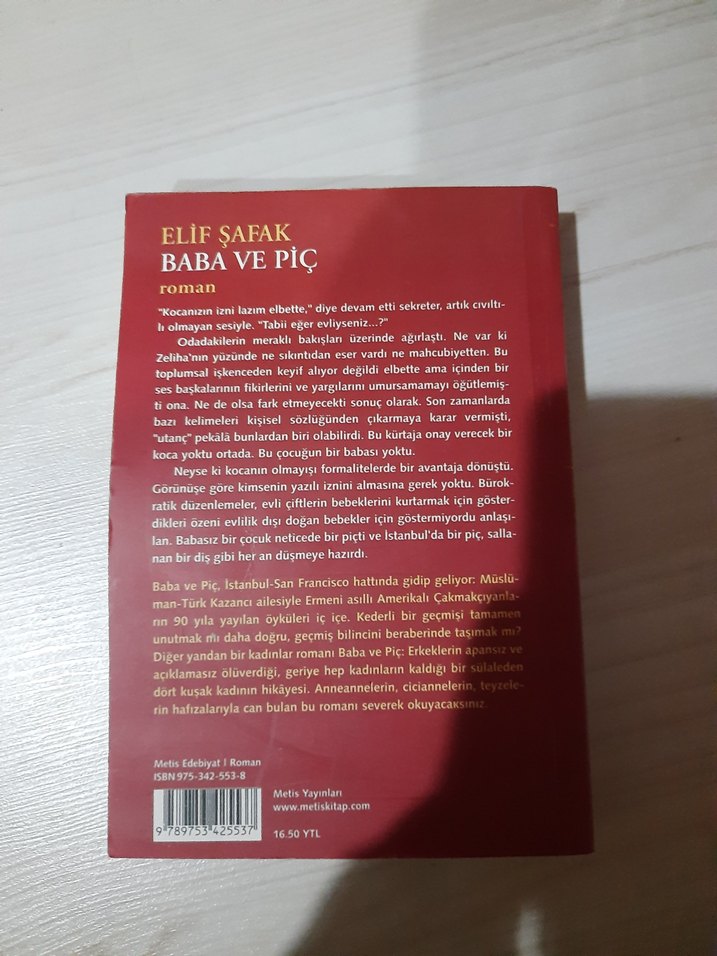 ELİF ŞAFAK
BABA VE PİÇ
roman
"Kocanızın izni lazım elbette," diye devam etti sekreter, artık cıvıltı-
lı olmayan sesiyle. "Tabii eğer evliyseniz...?"
Odadakilerin meraklı bakışları üzerinde ağırlaştı. Ne var ki
Zeliha'nın yüzünde ne sıkıntıdan eser vardı ne mahcubiyetten. Bu
toplumsal işkenceden keyif alıyor değildi elbette ama içinden bir
ses başkalarının fikirlerini ve yargılarını umursamamayı öğütlemiş-
ti ona. Ne de olsa fark etmeyecekti sonuç olarak. Son zamanlarda
bazı kelimeleri kişisel sözlüğünden çıkarmaya karar vermişti,
"utanç" pekâlâ bunlardan biri olabilirdi. Bu kürtaja onay verecek bir
koca yoktu ortada. Bu çocuğun bir babası yoktu.
Neyse ki kocanın olmayışı formalitelerde bir avantaja dönüştü.
Görünüşe göre kimsenin yazılı iznini almasına gerek yoktu. Bürok-
ratik düzenlemeler, evli çiftlerin bebeklerini kurtarmak için göster-
dikleri özeni evlilik dışı doğan bebekler için göstermiyordu anlaşı-
lan. Babasız bir çocuk neticede bir piçti ve İstanbul'da bir piç, salla-
nan bir diş gibi her an düşmeye hazırdı.
Baba ve Piç, İstanbul-San Francisco hattında gidip geliyor: Müslü-
man-Türk Kazancı ailesiyle Ermeni asıllı Amerikalı Çakmakçıyanla-
rın 90 yıla yayılan öyküleri iç içe. Kederli bir geçmişi tamamen
unutmak mı daha doğru, geçmiş bilincini beraberinde taşımak mı?
Diğer yandan bir kadınlar romanı Baba ve Piç: Erkeklerin apansız ve
açıklamasız ölüverdiği, geriye hep kadınların kaldığı bir sülaleden
dört kuşak kadının hikâyesi. Anneannelerin, ciciannelerin, teyzele-
rin hafızalarıyla can bulan bu romanı severek okuyacaksınız.
Metis Edebiyat | Roman
ISBN 975-342-553-8
Metis Yayınları
www.metiskitap.com
9 789753 425537
16.50 YTL